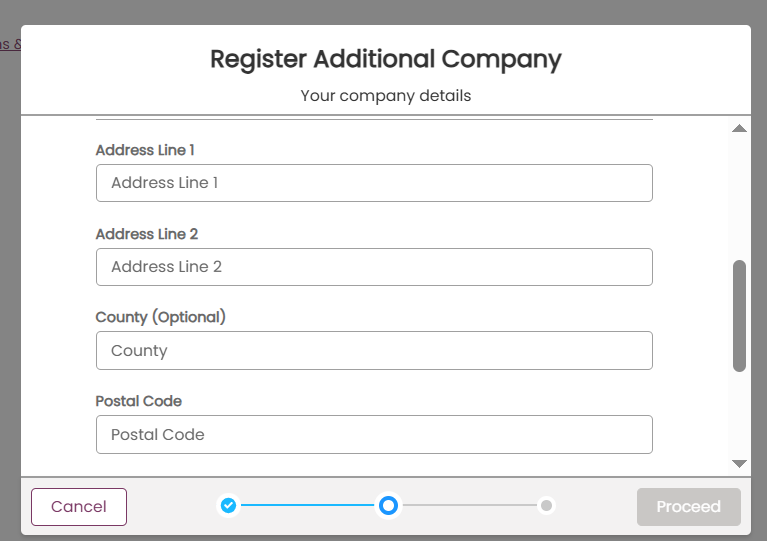 Register Additional Company
Your company details
Address Line 1
Address Line 1
Address Line 2
Address Line 2
County (Optional)
County
Postal Code
Postal Code
Cancel
Proceed